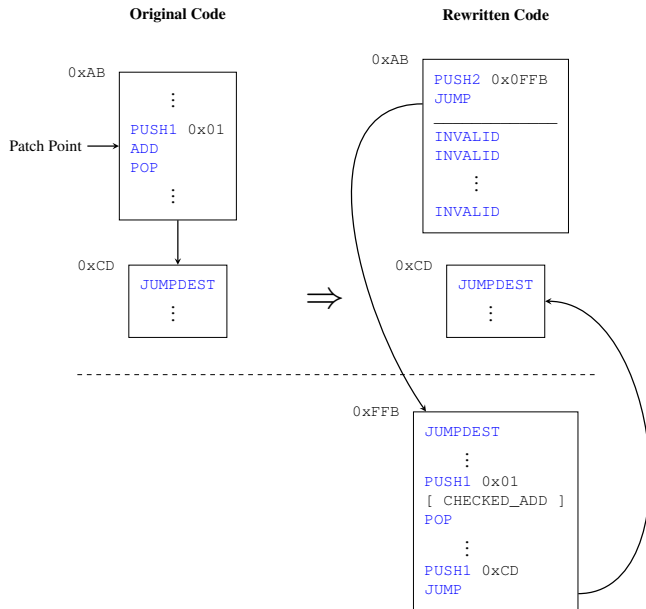 Original Code
0xAB
⋮
PUSH1 0x01
Patch Point
ADD
POP
⋮
0xCD
JUMPDEST
⋮
⇒
Rewritten Code
0xAB
PUSH2 0x0FFB
JUMP
INVALID
INVALID
⋮
INVALID
0xCD
JUMPDEST
⋮
0xFFB
JUMPDEST
⋮
PUSH1 0x01
[ CHECKED_ADD ]
POP
⋮
PUSH1 0xCD
JUMP